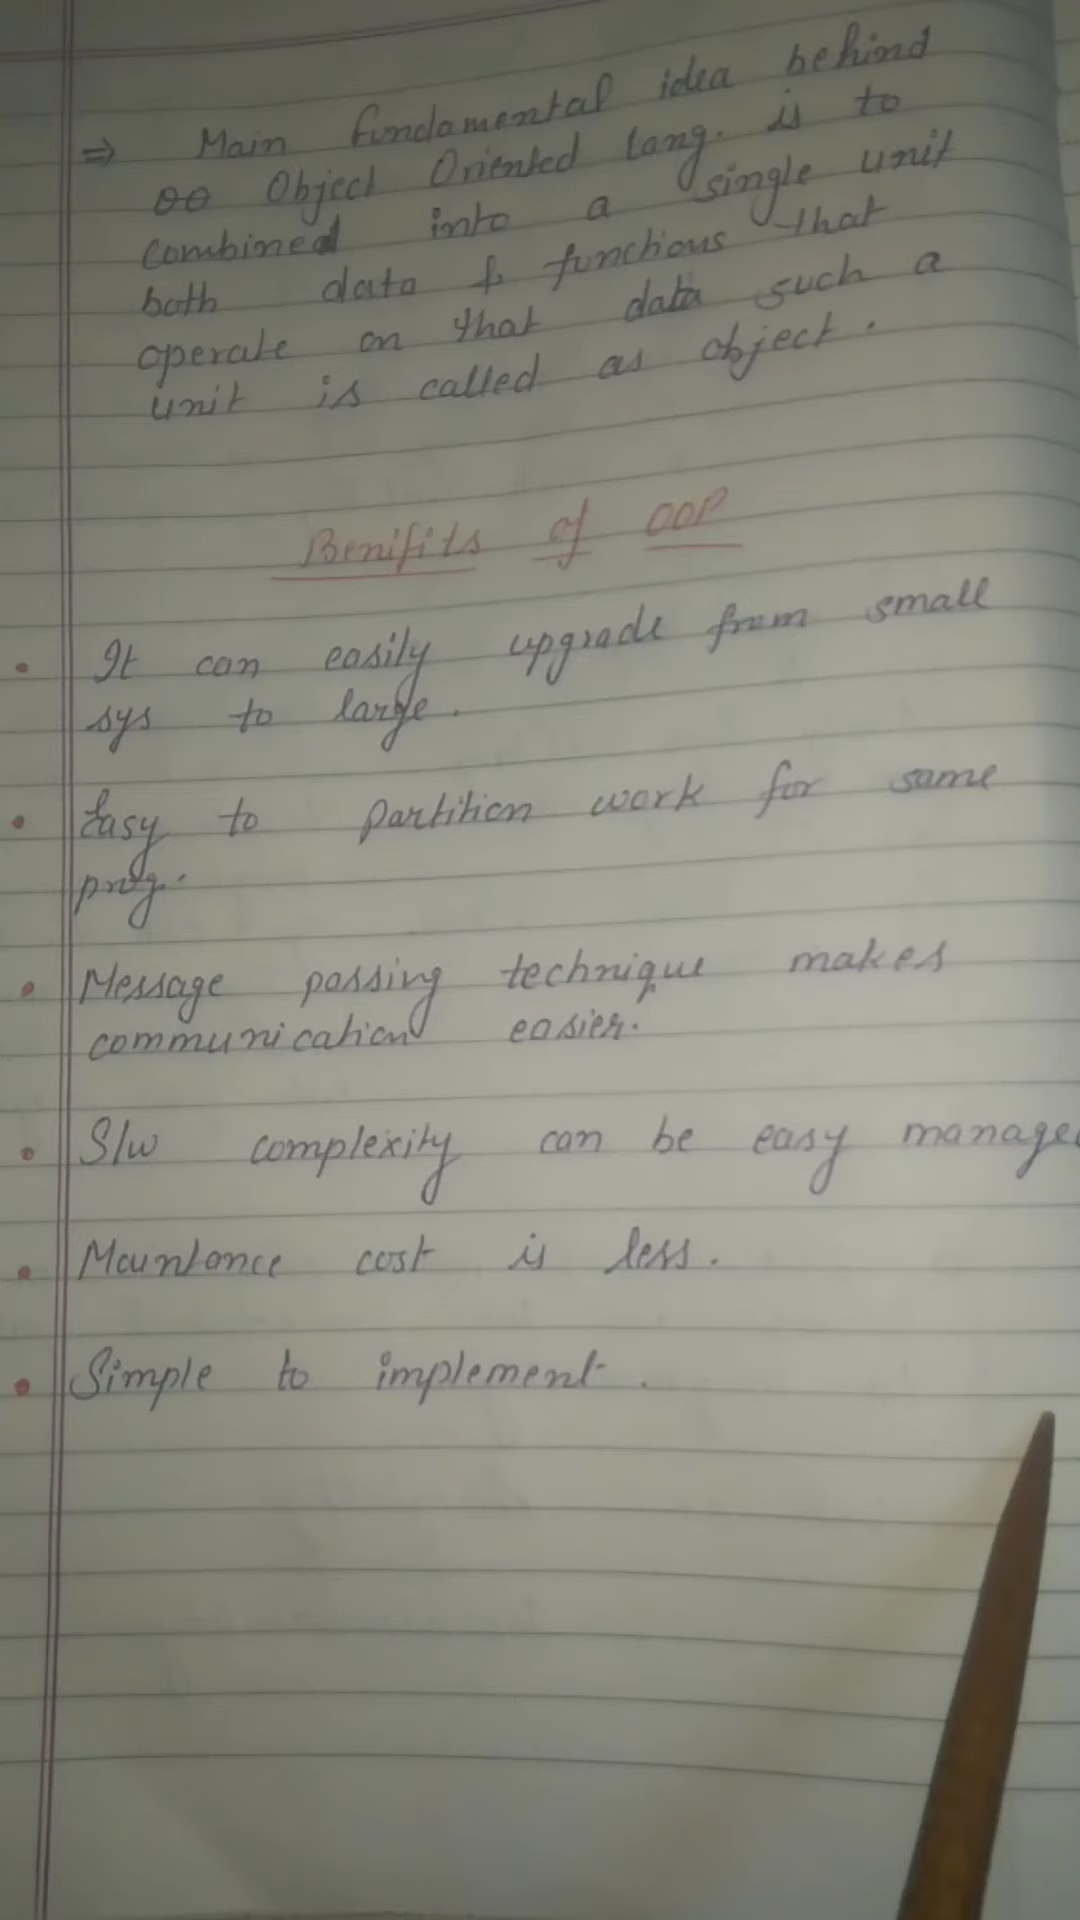 ⇒ Main fundamental idea behind
Object Oriented Lang. is to
combined into a single unit
both data & functions that
operate on that data such a
unit is called as object.
Benifits of OOP
• It can easily upgrade from small
sys to large.
• Easy to partition work for same
prog.
• Message passing technique makes
communication easier.
• S/w complexity can be easy manage
• Maintance cost is less.
• Simple to implement.